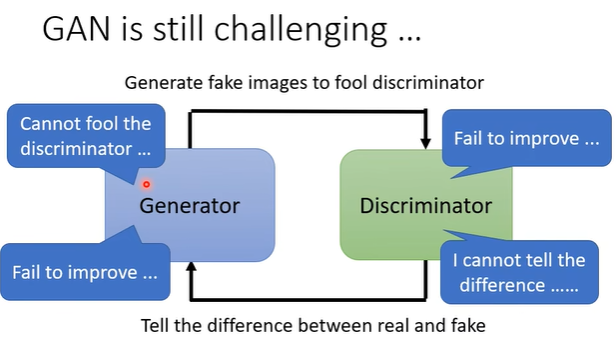 GAN is still challenging …
Generate fake images to fool discriminator
Cannot fool the
discriminator …
Fail to improve ...
Generator
Discriminator
Fail to improve ...
I cannot tell the
difference ……
Tell the difference between real and fake